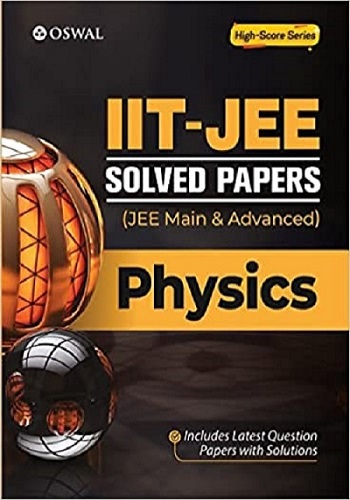 OSWAL
High-Score Series
IIT-JEE
SOLVED PAPERS
(JEE Main & Advanced)
Physics
Includes Latest Question
Papers with Solutions